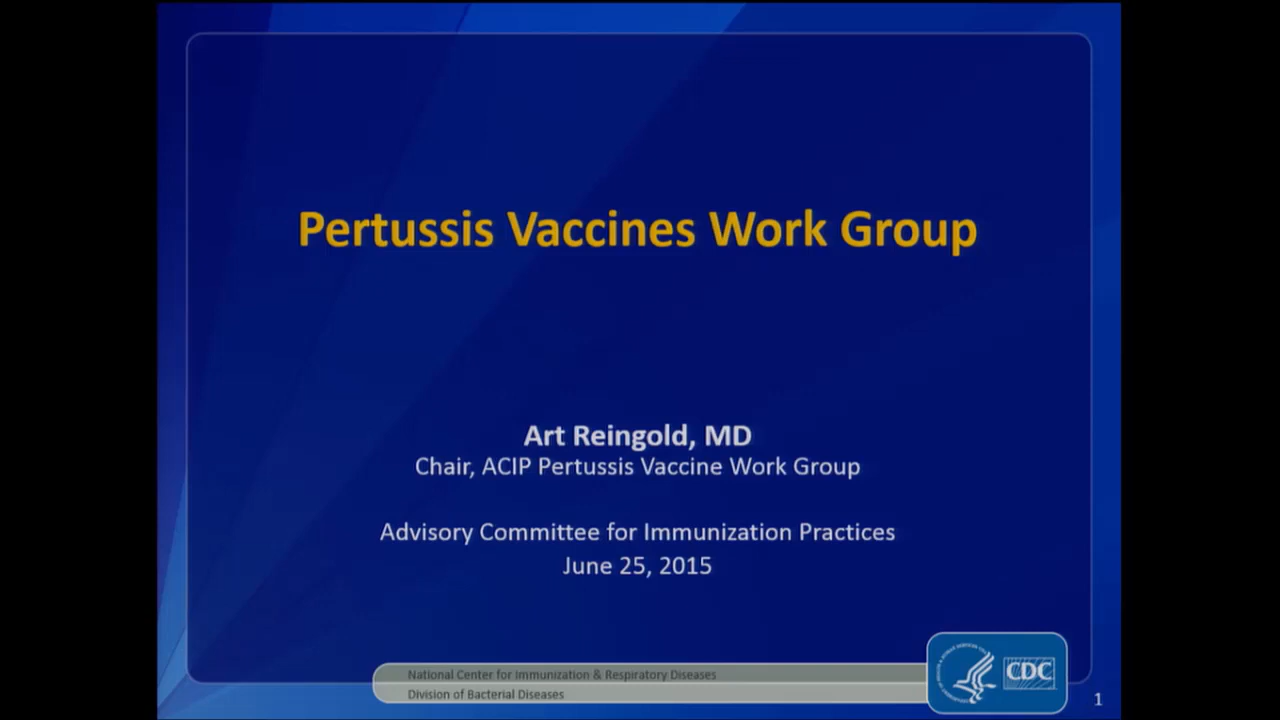 Pertussis Vaccines Work Group
Art Reingold, MD
Chair, ACIP Pertussis Vaccine Work Group
Advisory Committee for Immunization Practices
June 25, 2015
National Center for Immunization & Respiratory Diseases
Division of Bacterial Diseases
CDC
1